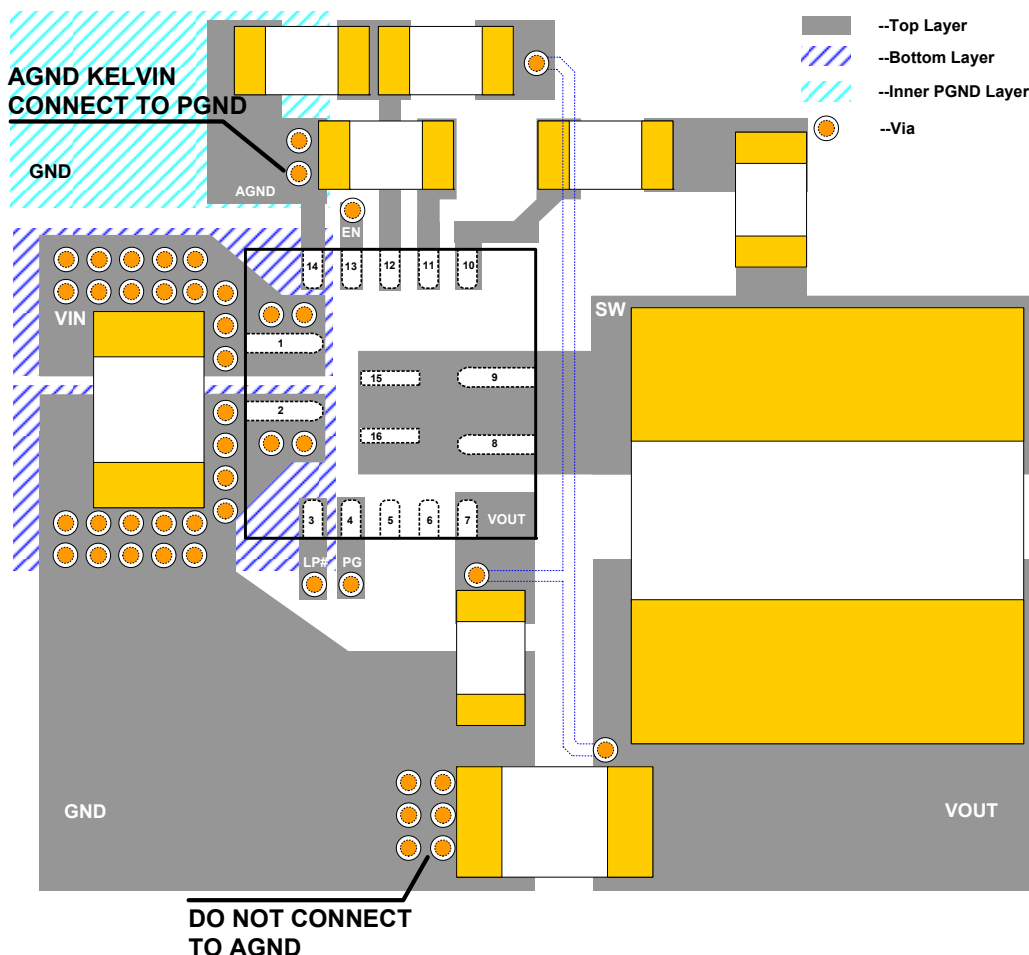 --Top Layer
--Bottom Layer
--Inner PGND Layer
--Via
AGND KELVIN
CONNECT TO PGND
GND
AGND
EN
14 13 12 11 10
VIN
SW
1
15 9
2
16 8
3 4 5 6 7 VOUT
LP# PG
GND
VOUT
DO NOT CONNECT
TO AGND